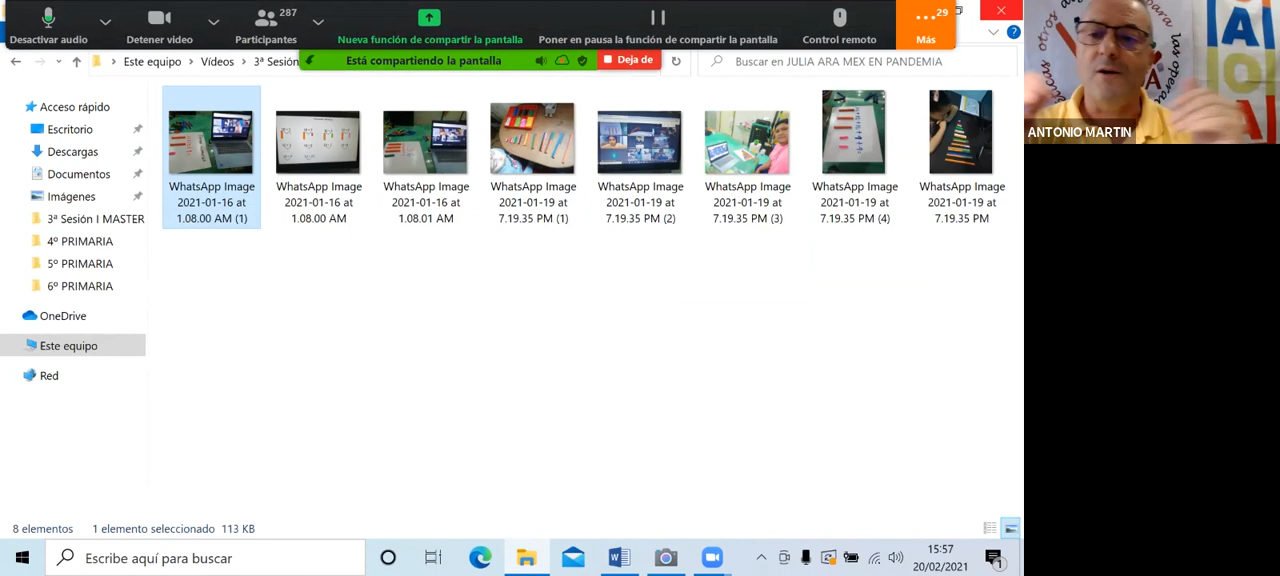 287
29
Desactivar audio
Detener video
Participantes
Nueva función de compartir la pantalla
Poner en pausa la función de compartir la pantalla
Control remoto
Más
Está compartiendo la pantalla
Deja de
Este equipo
Vídeos
3ª Sesión
Buscar en JULIA ARA MEX EN PANDEMIA
ANTONIO MARTIN
Acceso rápido
Escritorio
Descargas
Documentos
Imágenes
3ª Sesión I MASTER
4º PRIMARIA
5º PRIMARIA
6º PRIMARIA
OneDrive
Este equipo
Red
WhatsApp Image
2021-01-16 at
1.08.00 AM (1)
WhatsApp Image
2021-01-16 at
1.08.00 AM
WhatsApp Image
2021-01-16 at
1.08.01 AM
WhatsApp Image
2021-01-19 at
7.19.35 PM (1)
WhatsApp Image
2021-01-19 at
7.19.35 PM (2)
WhatsApp Image
2021-01-19 at
7.19.35 PM (3)
WhatsApp Image
2021-01-19 at
7.19.35 PM (4)
WhatsApp Image
2021-01-19 at
7.19.35 PM
8 elementos
1 elemento seleccionado 113 KB
Escribe aquí para buscar
15:57
20/02/2021
1